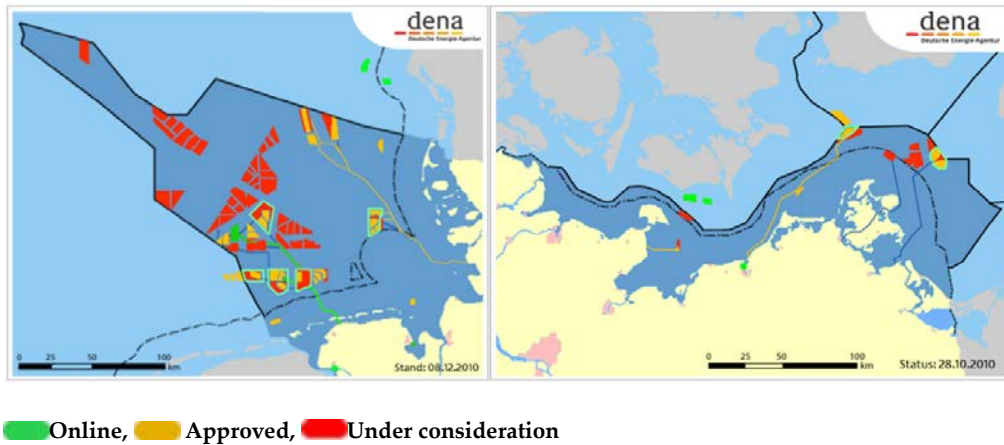 dena
Deutsche Energie-Agentur
0 25 50 100
km
Stand: 08.12.2010
dena
Deutsche Energie-Agentur
0 25 50 100
km
Status: 28.10.2010
Online, Approved, Under consideration